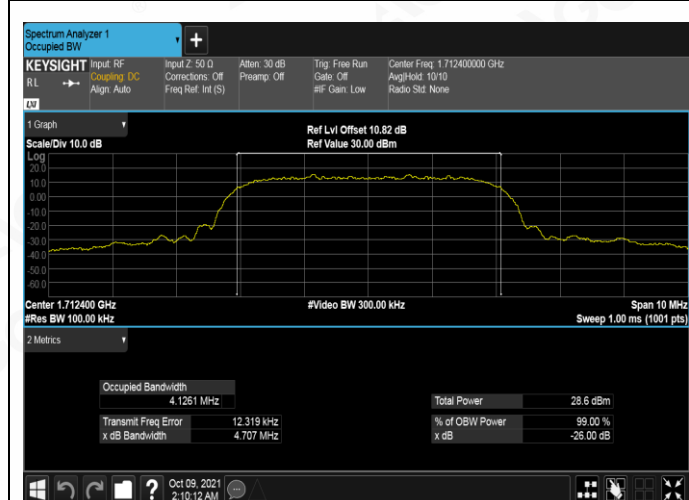 Spectrum Analyzer 1
Occupied BW
+
KEYSIGHT Input: RF Input Z: 50 Ω Atten: 30 dB Trig: Free Run Center Freq: 1.712400000 GHz
RL Coupling: DC Corrections: Off Preamp: Off Gate: Off Avg|Hold: 10/10
Align: Auto Freq Ref: Int (S) #IF Gain: Low Radio Std: None
LXI
1 Graph
Ref Lvl Offset 10.82 dB
Scale/Div 10.0 dB Ref Value 30.00 dBm
Log
20.0
10.0
0.00
-10.0
-20.0
-30.0
-40.0
-50.0
-60.0
Center 1.712400 GHz #Video BW 300.00 kHz Span 10 MHz
#Res BW 100.00 kHz Sweep 1.00 ms (1001 pts)
2 Metrics
Occupied Bandwidth
4.1261 MHz Total Power 28.6 dBm
Transmit Freq Error 12.319 kHz % of OBW Power 99.00 %
x dB Bandwidth 4.707 MHz x dB -26.00 dB
? Oct 09, 2021
2:10:12 AM